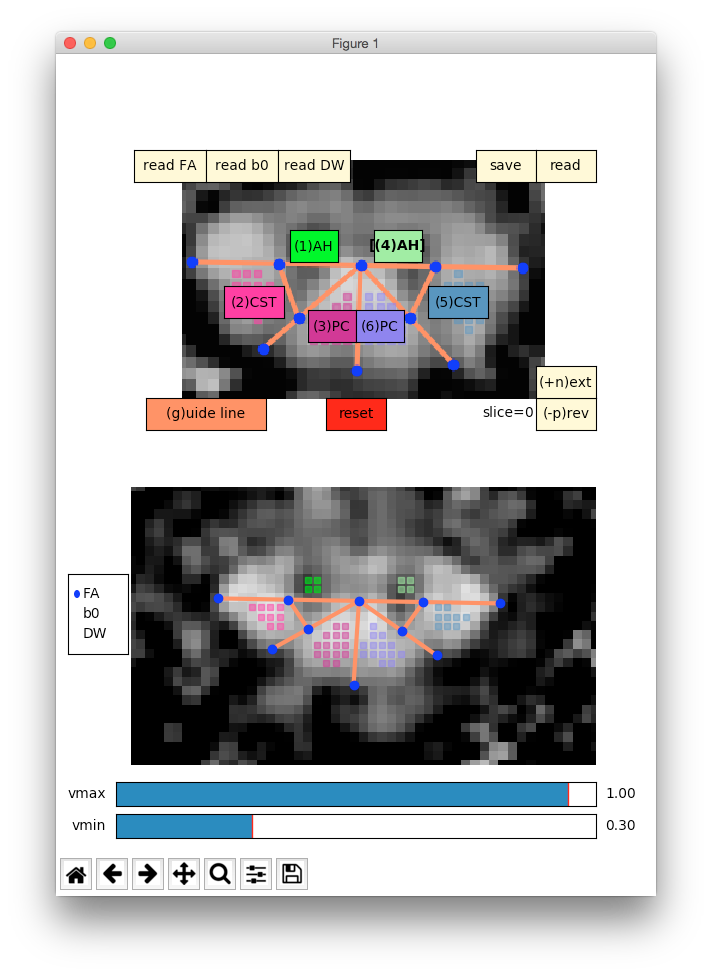 Figure 1
read FA read b0 read DW save read
(1)AH [(4)AH]
(2)CST (5)CST
(3)PC (6)PC
(+n)ext
(g)uide line reset slice=0 (-p)rev
FA
b0
DW
vmax 1.00
vmin 0.30